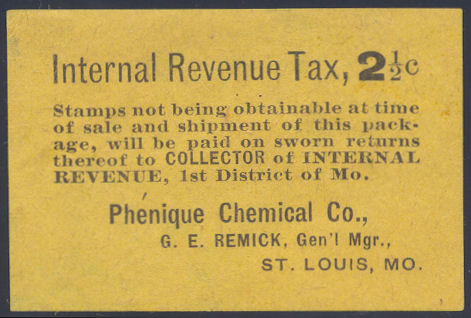 Internal Revenue Tax, 2½c
Stamps not being obtainable at time
of sale and shipment of this pack-
age, will be paid on sworn returns
thereof to COLLECTOR of INTERNAL
REVENUE, 1st District of Mo.
Phénique Chemical Co.,
G. E. REMICK, Gen'l Mgr.,
ST. LOUIS, MO.